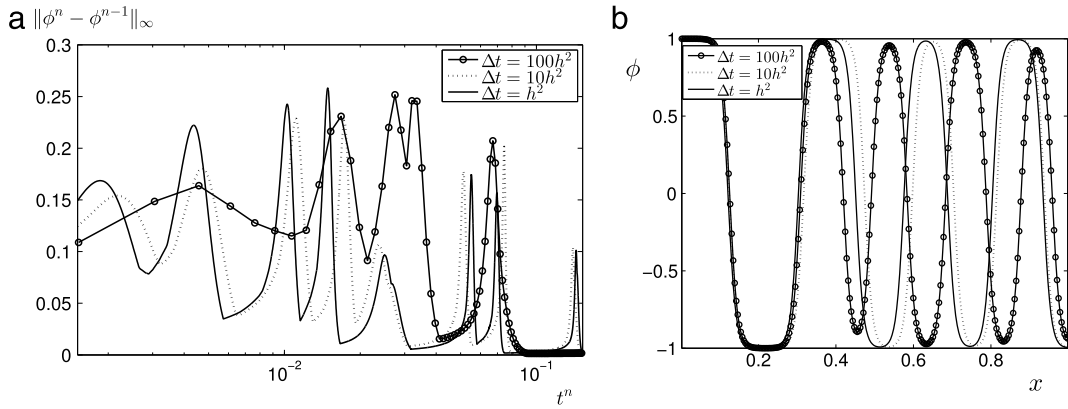 a ‖ϕⁿ − ϕⁿ⁻¹‖∞
0.3
0.25
0.2
0.15
0.1
0.05
0
Δt = 100h²
Δt = 10h²
Δt = h²
10⁻²
10⁻¹
tⁿ
b
ϕ
1
0.5
0
−0.5
−1
Δt = 100h²
Δt = 10h²
Δt = h²
0.2 0.4 0.6 0.8 1
x